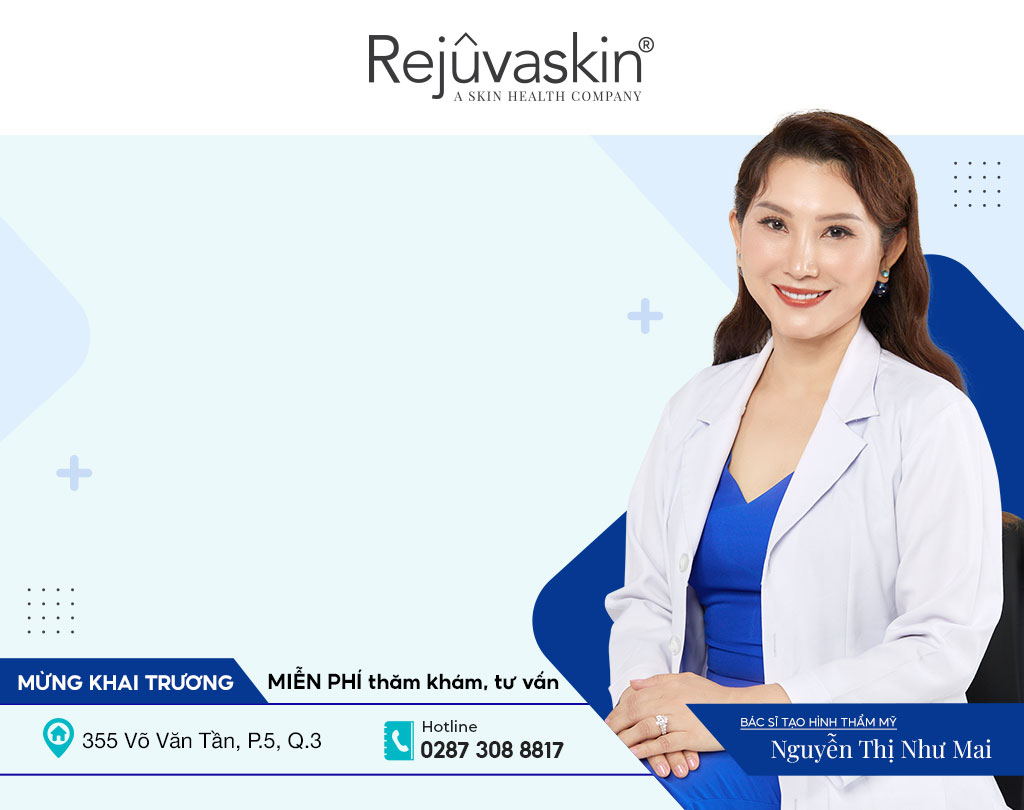 Rejûvaskin®
A SKIN HEALTH COMPANY
MỪNG KHAI TRƯƠNG
MIỄN PHÍ thăm khám, tư vấn
355 Võ Văn Tần, P.5, Q.3
Hotline
0287 308 8817
BÁC SĨ TẠO HÌNH THẨM MỸ
Nguyễn Thị Như Mai